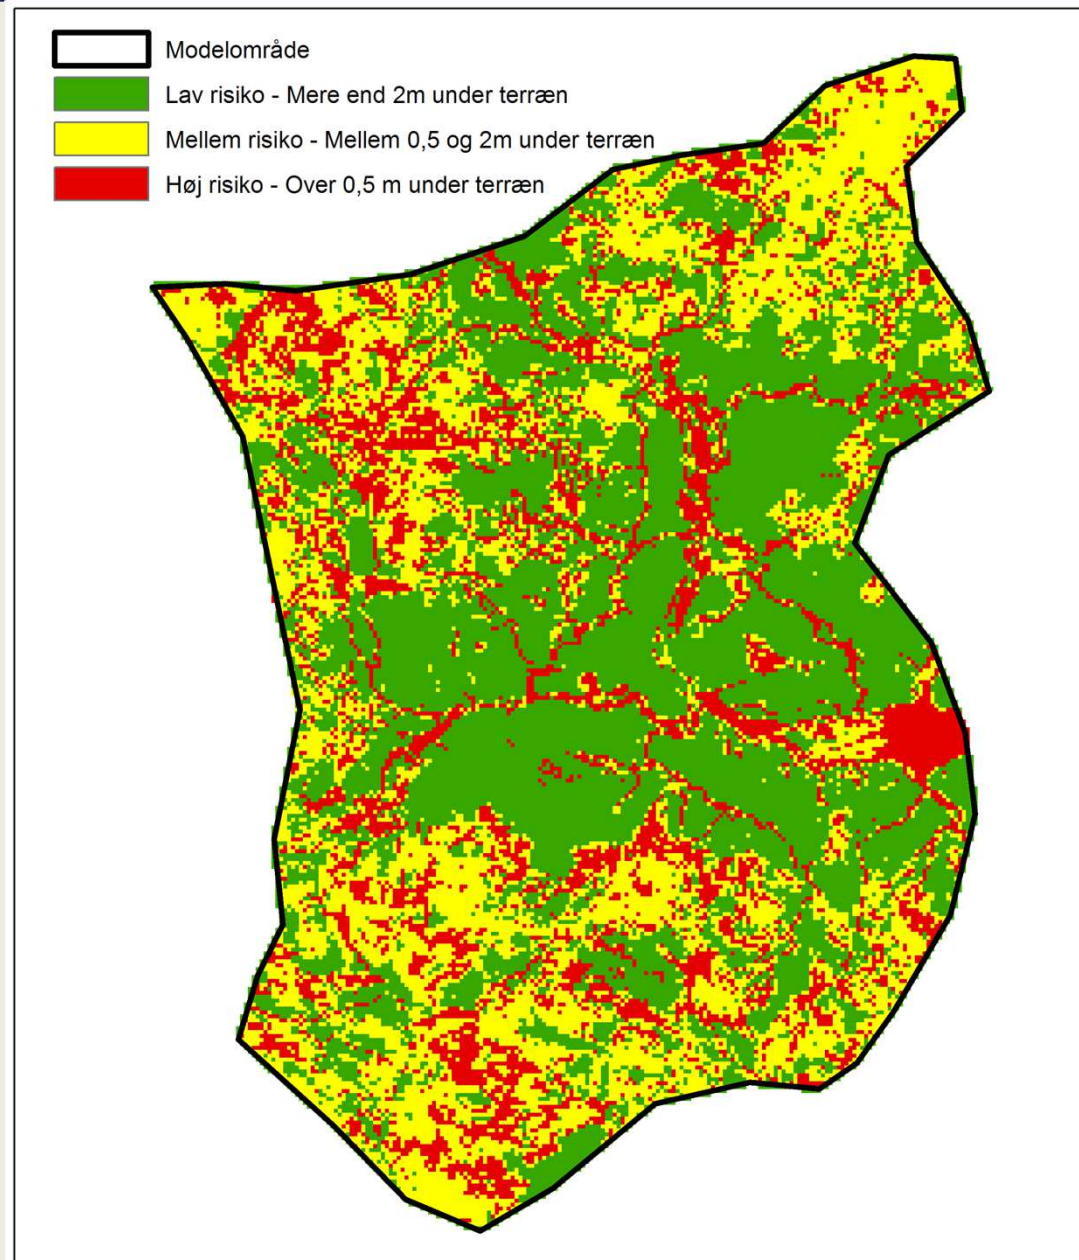 Modelområde
Lav risiko - Mere end 2m under terræn
Mellem risiko - Mellem 0,5 og 2m under terræn
Høj risiko - Over 0,5 m under terræn